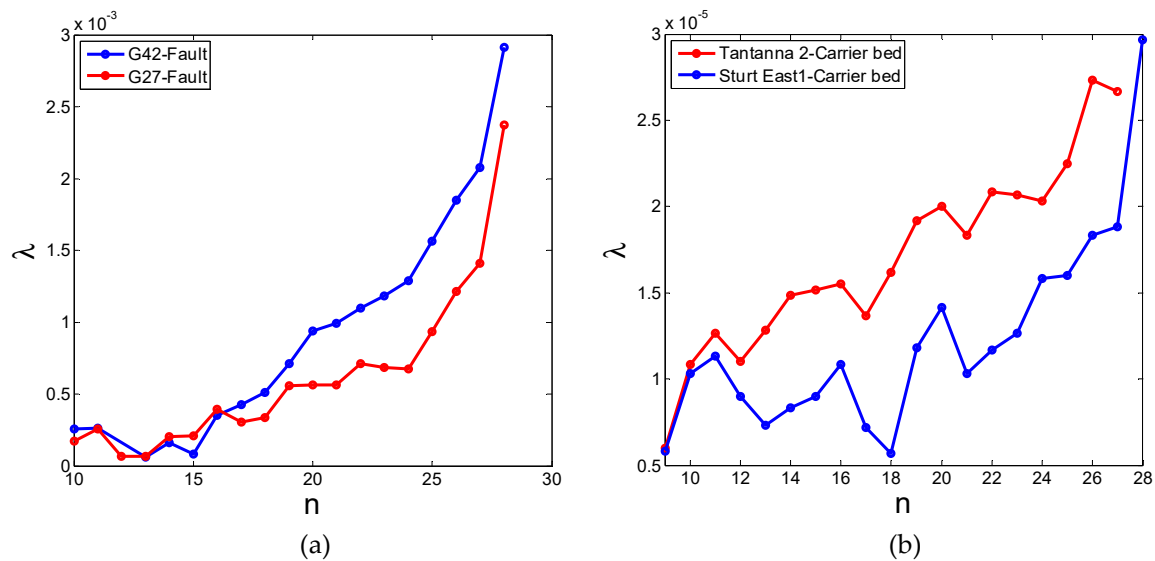 x 10⁻³
G42-Fault
G27-Fault
3
2.5
2
1.5
1
0.5
0
λ
10 15 20 25 30
n
(a)
x 10⁻⁵
Tantanna 2-Carrier bed
Sturt East1-Carrier bed
3
2.5
2
1.5
1
0.5
λ
10 12 14 16 18 20 22 24 26 28
n
(b)